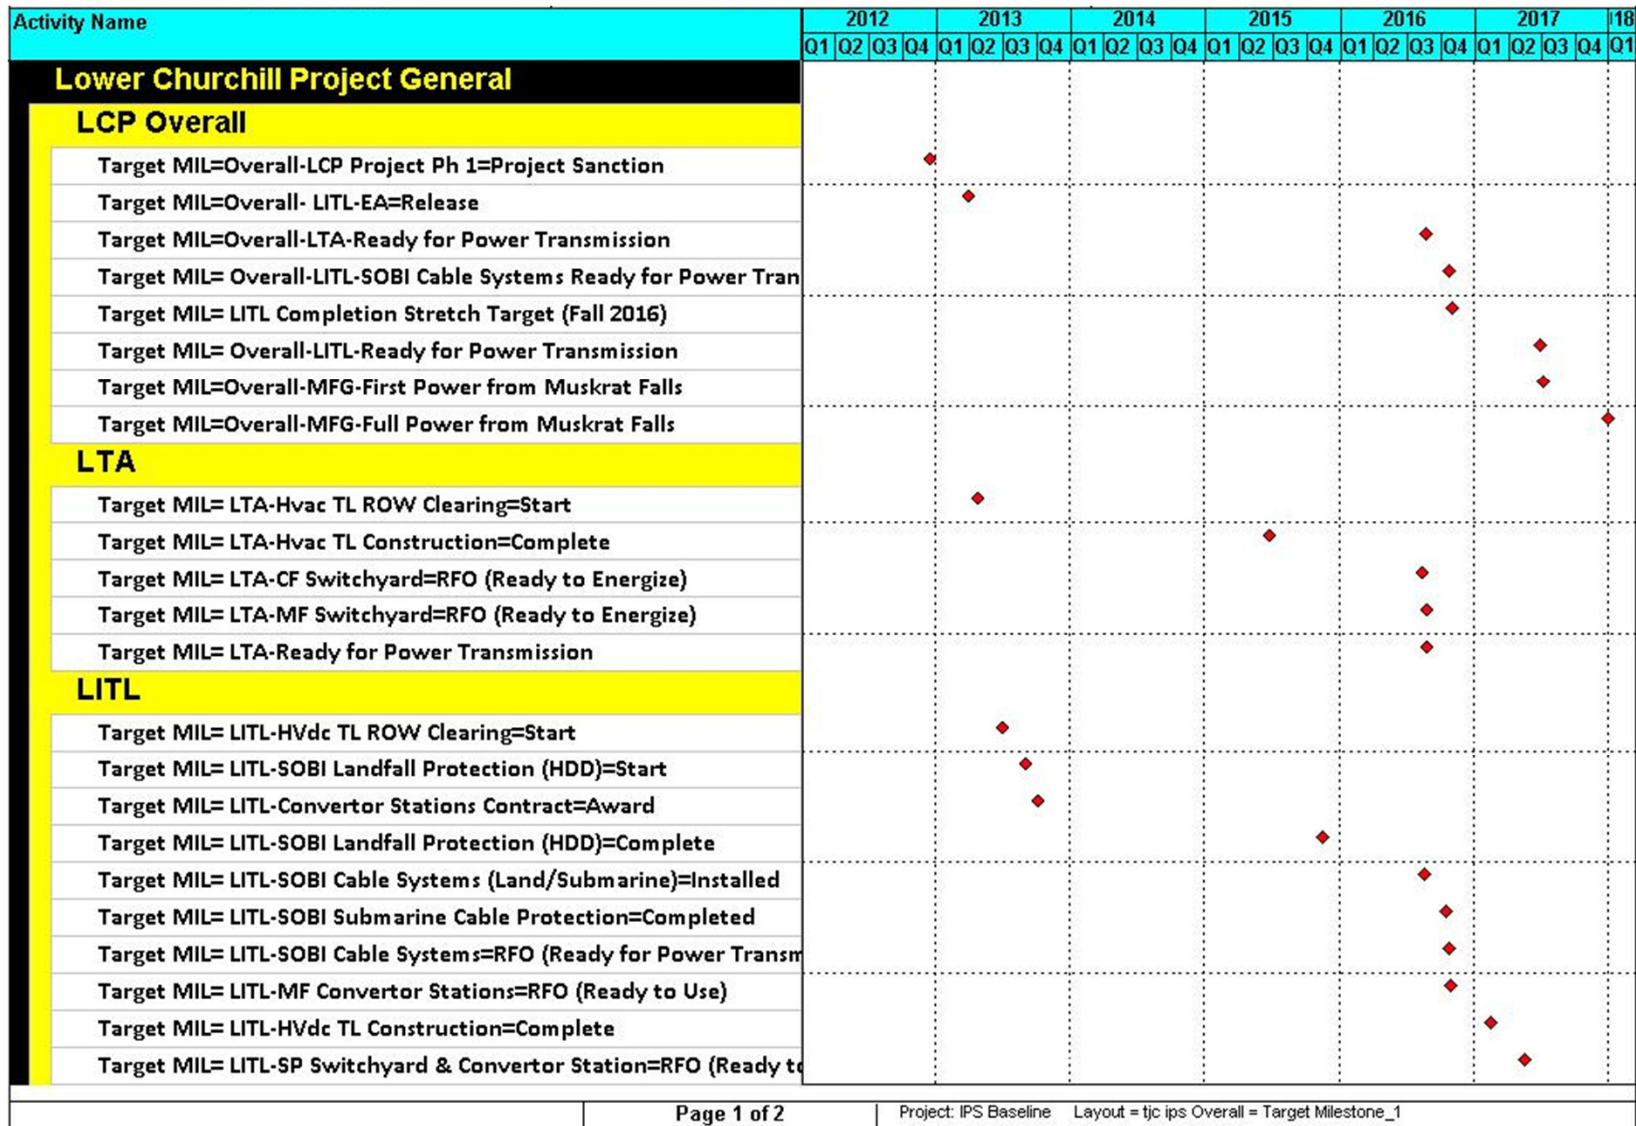 Activity Name
2012 2013 2014 2015 2016 2017 18
Q1 Q2 Q3 Q4 Q1 Q2 Q3 Q4 Q1 Q2 Q3 Q4 Q1 Q2 Q3 Q4 Q1 Q2 Q3 Q4 Q1 Q2 Q3 Q4 Q1
Lower Churchill Project General
LCP Overall
Target MIL=Overall-LCP Project Ph 1=Project Sanction
Target MIL=Overall- LITL-EA=Release
Target MIL=Overall-LTA-Ready for Power Transmission
Target MIL= Overall-LITL-SOBI Cable Systems Ready for Power Tran
Target MIL= LITL Completion Stretch Target (Fall 2016)
Target MIL= Overall-LITL-Ready for Power Transmission
Target MIL=Overall-MFG-First Power from Muskrat Falls
Target MIL=Overall-MFG-Full Power from Muskrat Falls
LTA
Target MIL= LTA-Hvac TL ROW Clearing=Start
Target MIL= LTA-Hvac TL Construction=Complete
Target MIL= LTA-CF Switchyard=RFO (Ready to Energize)
Target MIL= LTA-MF Switchyard=RFO (Ready to Energize)
Target MIL= LTA-Ready for Power Transmission
LITL
Target MIL= LITL-HVdc TL ROW Clearing=Start
Target MIL= LITL-SOBI Landfall Protection (HDD)=Start
Target MIL= LITL-Convertor Stations Contract=Award
Target MIL= LITL-SOBI Landfall Protection (HDD)=Complete
Target MIL= LITL-SOBI Cable Systems (Land/Submarine)=Installed
Target MIL= LITL-SOBI Submarine Cable Protection=Completed
Target MIL= LITL-SOBI Cable Systems=RFO (Ready for Power Transm
Target MIL= LITL-MF Convertor Stations=RFO (Ready to Use)
Target MIL= LITL-HVdc TL Construction=Complete
Target MIL= LITL-SP Switchyard & Convertor Station=RFO (Ready to
Page 1 of 2
Project: IPS Baseline Layout = tjc ips Overall = Target Milestone_1